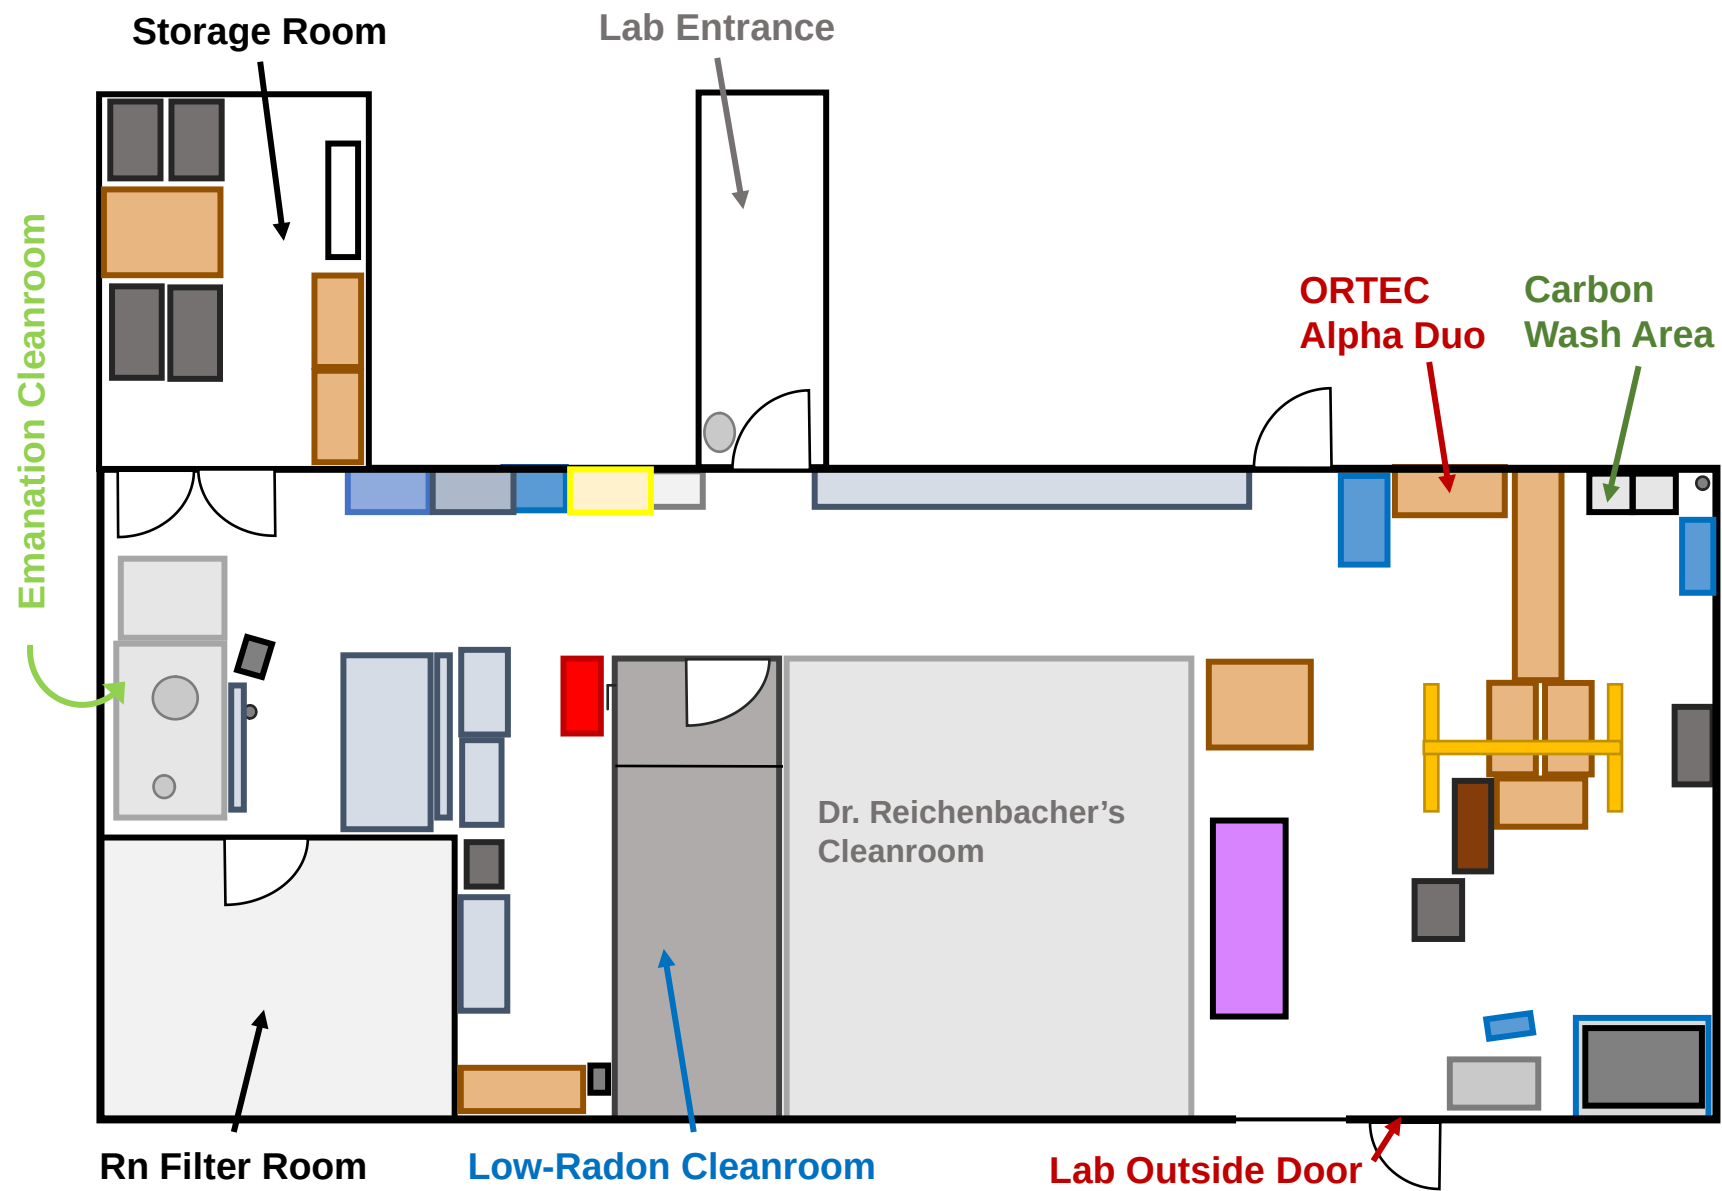 Storage Room
Lab Entrance
Emanation Cleanroom
ORTEC
Alpha Duo
Carbon
Wash Area
Dr. Reichenbacher’s
Cleanroom
Rn Filter Room
Low-Radon Cleanroom
Lab Outside Door